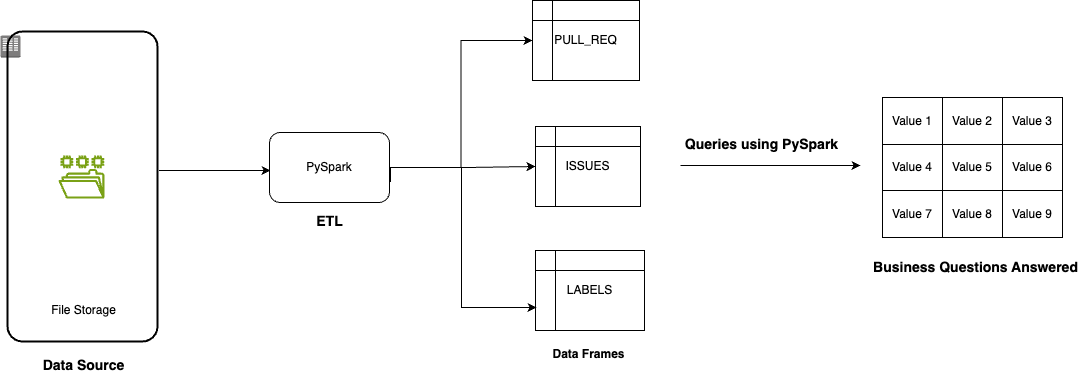 File Storage
Data Source
PySpark
ETL
PULL_REQ
ISSUES
LABELS
Data Frames
Queries using PySpark
Value 1 Value 2 Value 3
Value 4 Value 5 Value 6
Value 7 Value 8 Value 9
Business Questions Answered